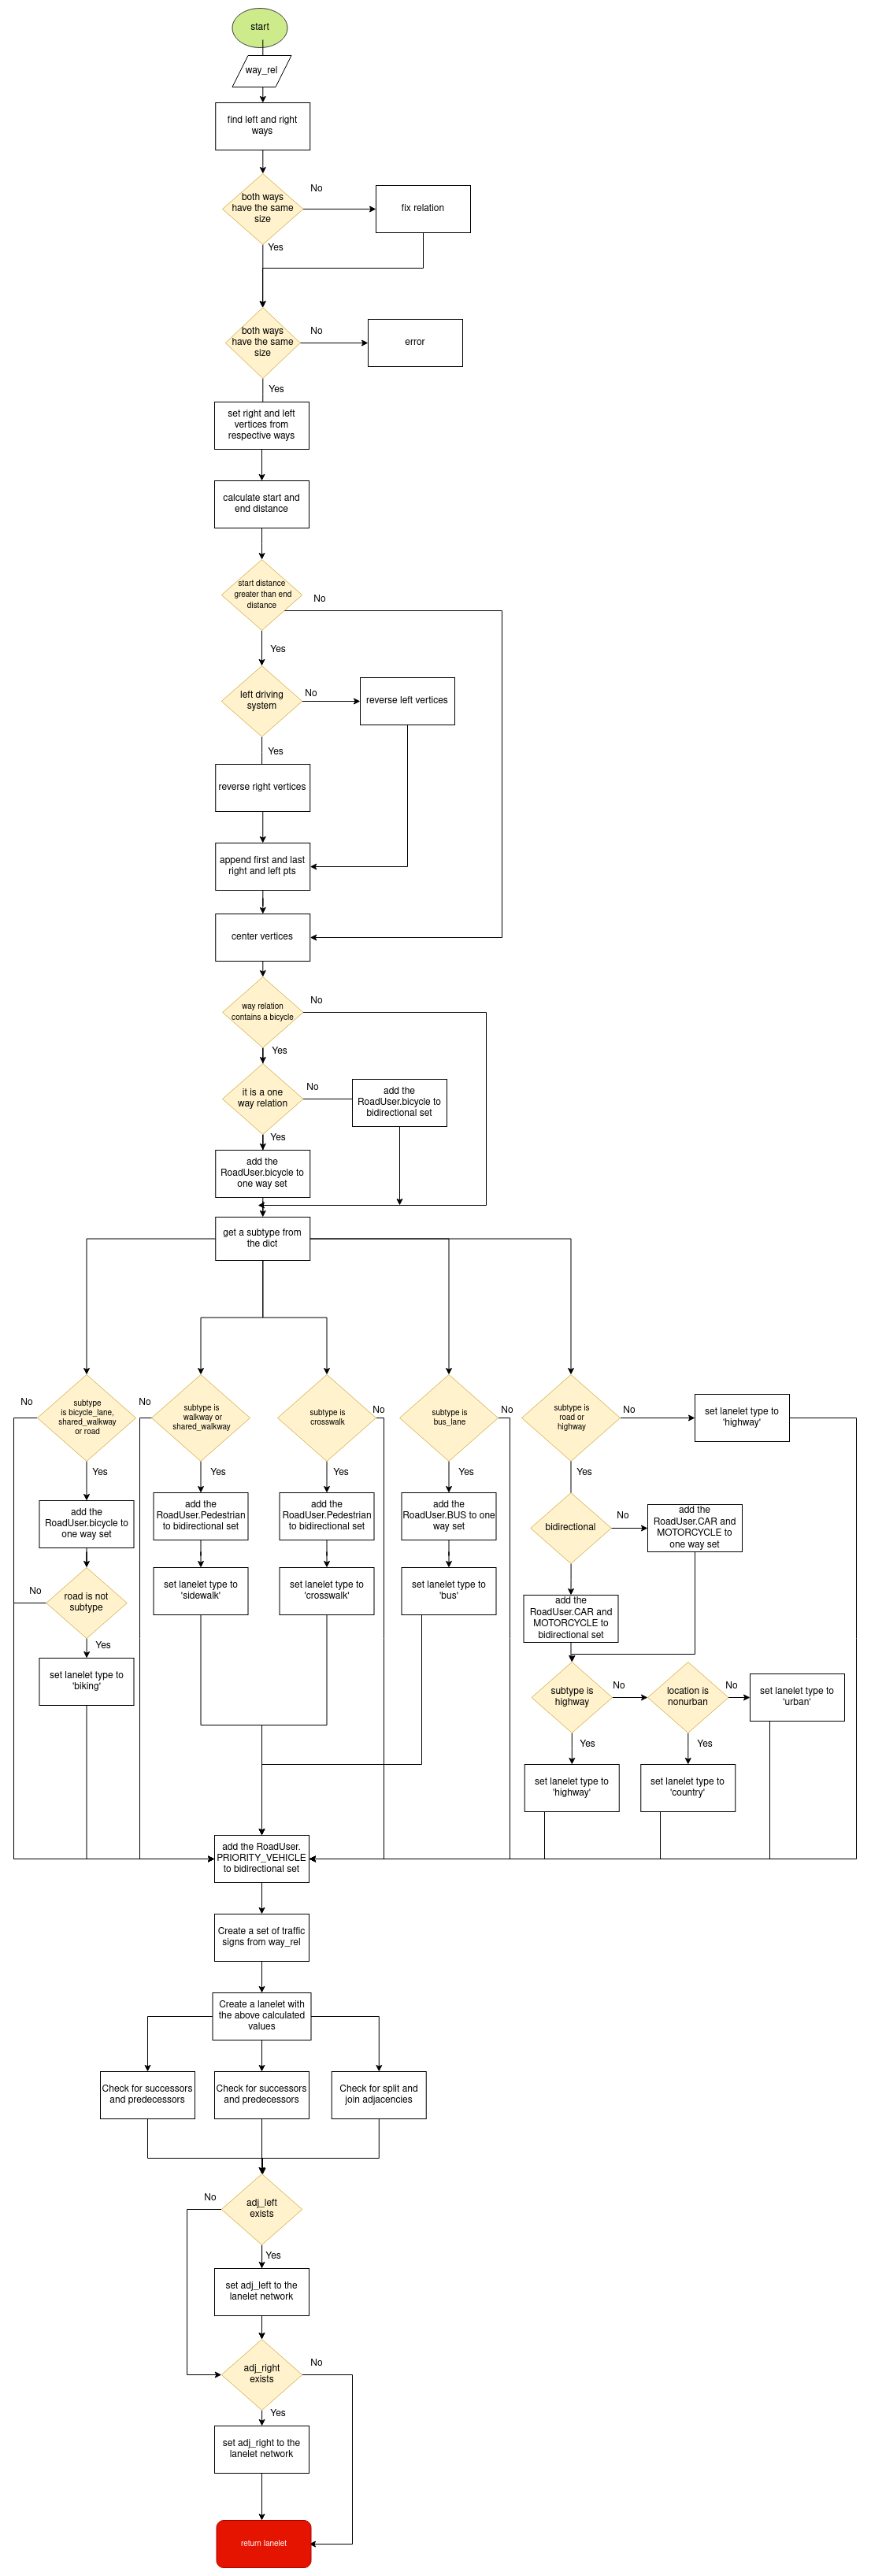 start
way_rel
find left and right
ways
both ways
have the same
size
No
fix relation
Yes
both ways
have the same
size
No
error
Yes
set right and left
vertices from
respective ways
calculate start and
end distance
start distance
greater than end
distance
No
Yes
left driving
system
No
reverse left vertices
Yes
reverse right vertices
append first and last
right and left pts
center vertices
way relation
contains a bicycle
No
Yes
it is a one
way relation
No
add the
RoadUser.bicycle to
bidirectional set
Yes
add the
RoadUser.bicycle to
one way set
get a subtype from
the dict
No
subtype
is bicycle_lane,
shared_walkway
or road
Yes
add the
RoadUser.bicycle to
one way set
No
road is not
subtype
Yes
set lanelet type to
'biking'
No
subtype is
walkway or
shared_walkway
Yes
add the
RoadUser.Pedestrian
to bidirectional set
set lanelet type to
'sidewalk'
subtype is
crosswalk
No
Yes
add the
RoadUser.Pedestrian
to bidirectional set
set lanelet type to
'crosswalk'
subtype is
bus_lane
No
Yes
add the
RoadUser.BUS to one
way set
set lanelet type to
'bus'
subtype is
road or
highway
No
set lanelet type to
'highway'
Yes
bidirectional
No
add the
RoadUser.CAR and
MOTORCYCLE to
one way set
add the
RoadUser.CAR and
MOTORCYCLE to
bidirectional set
subtype is
highway
No
location is
nonurban
No
set lanelet type to
'urban'
Yes
Yes
set lanelet type to
'highway'
set lanelet type to
'country'
add the RoadUser.
PRIORITY_VEHICLE
to bidirectional set
Create a set of traffic
signs from way_rel
Create a lanelet with
the above calculated
values
Check for successors
and predecessors
Check for successors
and predecessors
Check for split and
join adjacencies
No
adj_left
exists
Yes
set adj_left to the
lanelet network
adj_right
exists
No
Yes
set adj_right to the
lanelet network
return lanelet